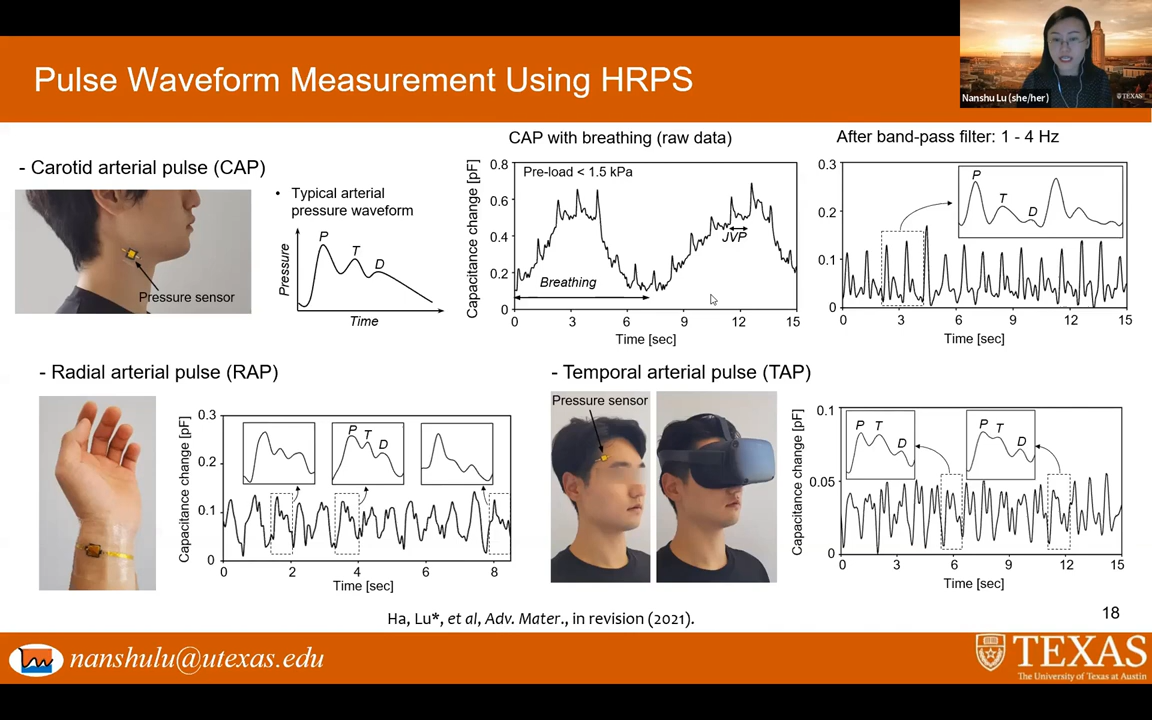 Pulse Waveform Measurement Using HRPS
Nanshu Lu (she/her)
TEXAS
- Carotid arterial pulse (CAP)
Pressure sensor
• Typical arterial
pressure waveform
Pressure
P
T
D
Time
CAP with breathing (raw data)
Capacitance change [pF]
0.8
0.6
0.4
0.2
0
Pre-load < 1.5 kPa
JVP
Breathing
0 3 6 9 12 15
Time [sec]
After band-pass filter: 1 - 4 Hz
0.3
0.2
0.1
0
P
T
D
0 3 6 9 12 15
Time [sec]
- Radial arterial pulse (RAP)
Capacitance change [pF]
0.3
0.2
0.1
0
P T D
0 2 4 6 8
Time [sec]
- Temporal arterial pulse (TAP)
Pressure sensor
Capacitance change [pF]
0.1
0.05
0
P T D
P T D
0 3 6 9 12 15
Time [sec]
Ha, Lu*, et al, Adv. Mater., in revision (2021).
18
nanshulu@utexas.edu
TEXAS
The University of Texas at Austin